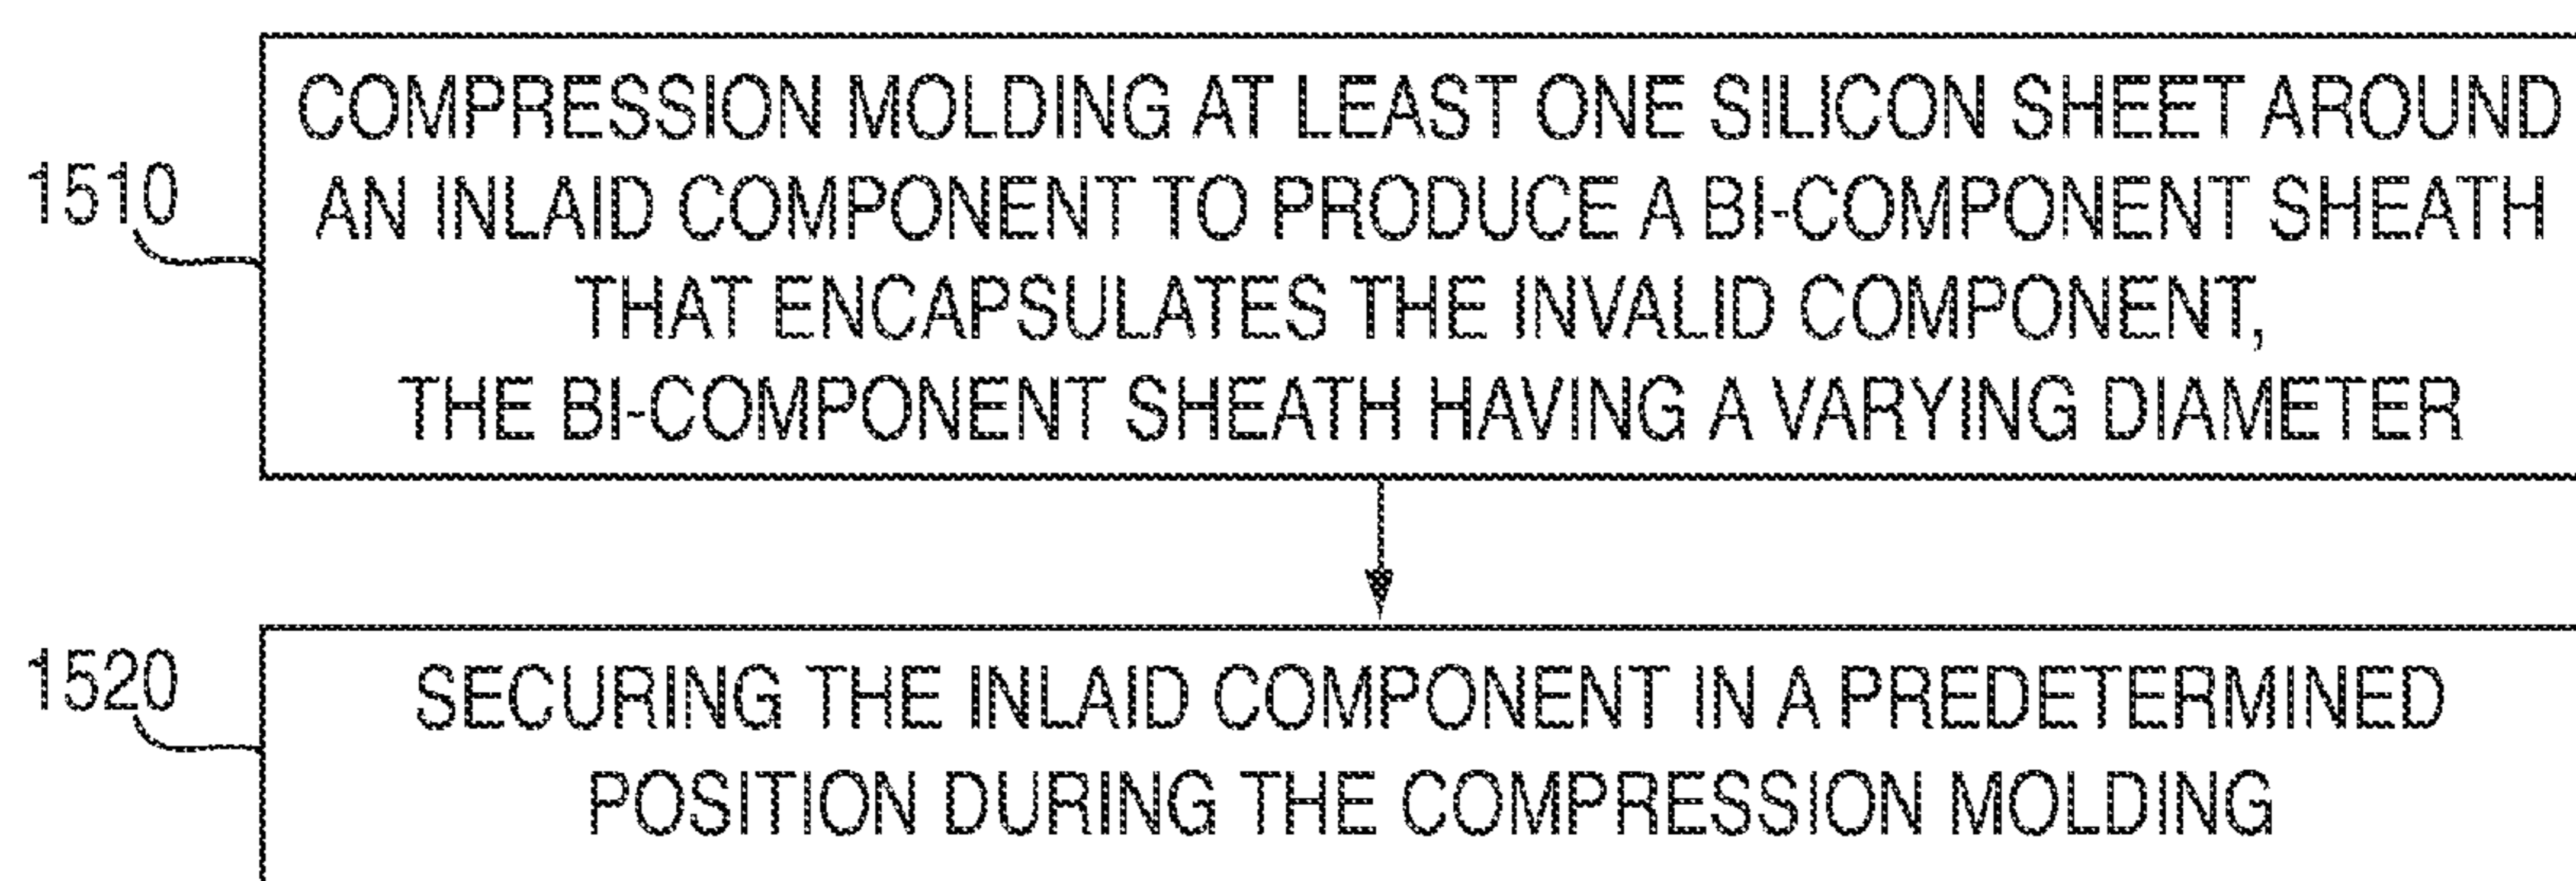 1510
COMPRESSION MOLDING AT LEAST ONE SILICON SHEET AROUND
AN INLAID COMPONENT TO PRODUCE A BI-COMPONENT SHEATH
THAT ENCAPSULATES THE INVALID COMPONENT,
THE BI-COMPONENT SHEATH HAVING A VARYING DIAMETER
1520
SECURING THE INLAID COMPONENT IN A PREDETERMINED
POSITION DURING THE COMPRESSION MOLDING